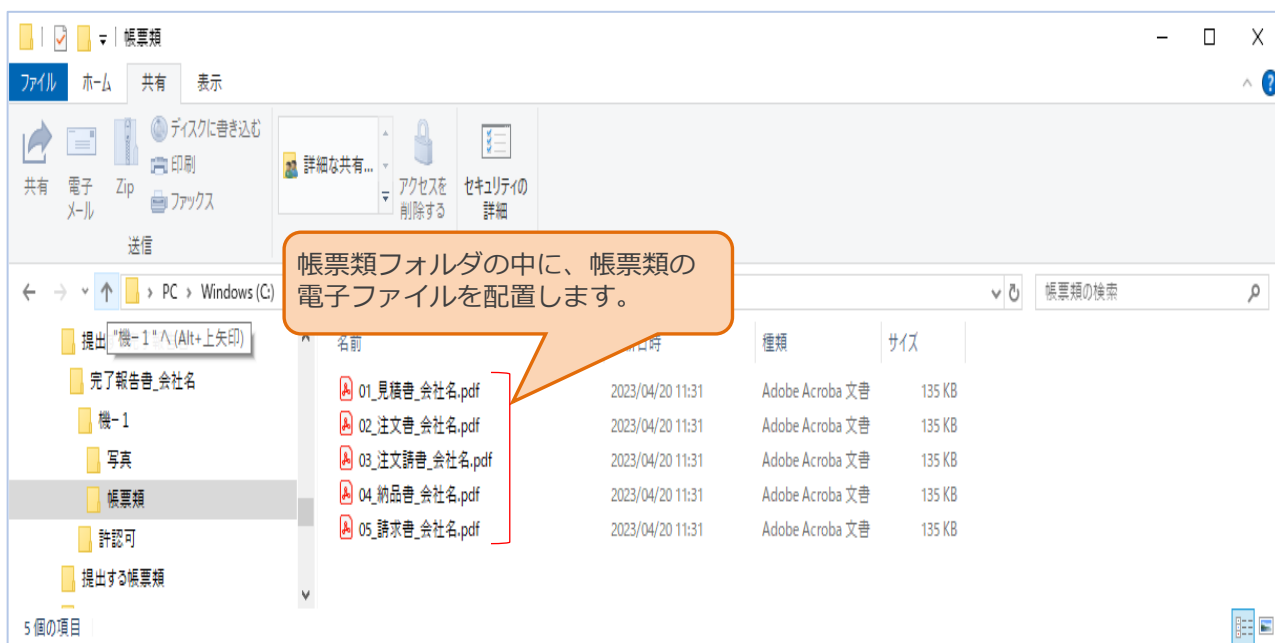 帳票類
ファイル ホーム 共有 表示
共有
電子メール
Zip
ディスクに書き込む
印刷
ファックス
送信
詳細な共有...
アクセスを
削除する
セキュリティの
詳細
帳票類フォルダの中に、帳票類の
電子ファイルを配置します。
PC › Windows (C:)
帳票類の検索
提出
"機-1" へ (Alt+上矢印)
完了報告書_会社名
機-1
写真
帳票類
許認可
提出する帳票類
名前 種類 サイズ
01_見積書_会社名.pdf 2023/04/20 11:31 Adobe Acroba 文書 135 KB
02_注文書_会社名.pdf 2023/04/20 11:31 Adobe Acroba 文書 135 KB
03_注文請書_会社名.pdf 2023/04/20 11:31 Adobe Acroba 文書 135 KB
04_納品書_会社名.pdf 2023/04/20 11:31 Adobe Acroba 文書 135 KB
05_請求書_会社名.pdf 2023/04/20 11:31 Adobe Acroba 文書 135 KB
5 個の項目